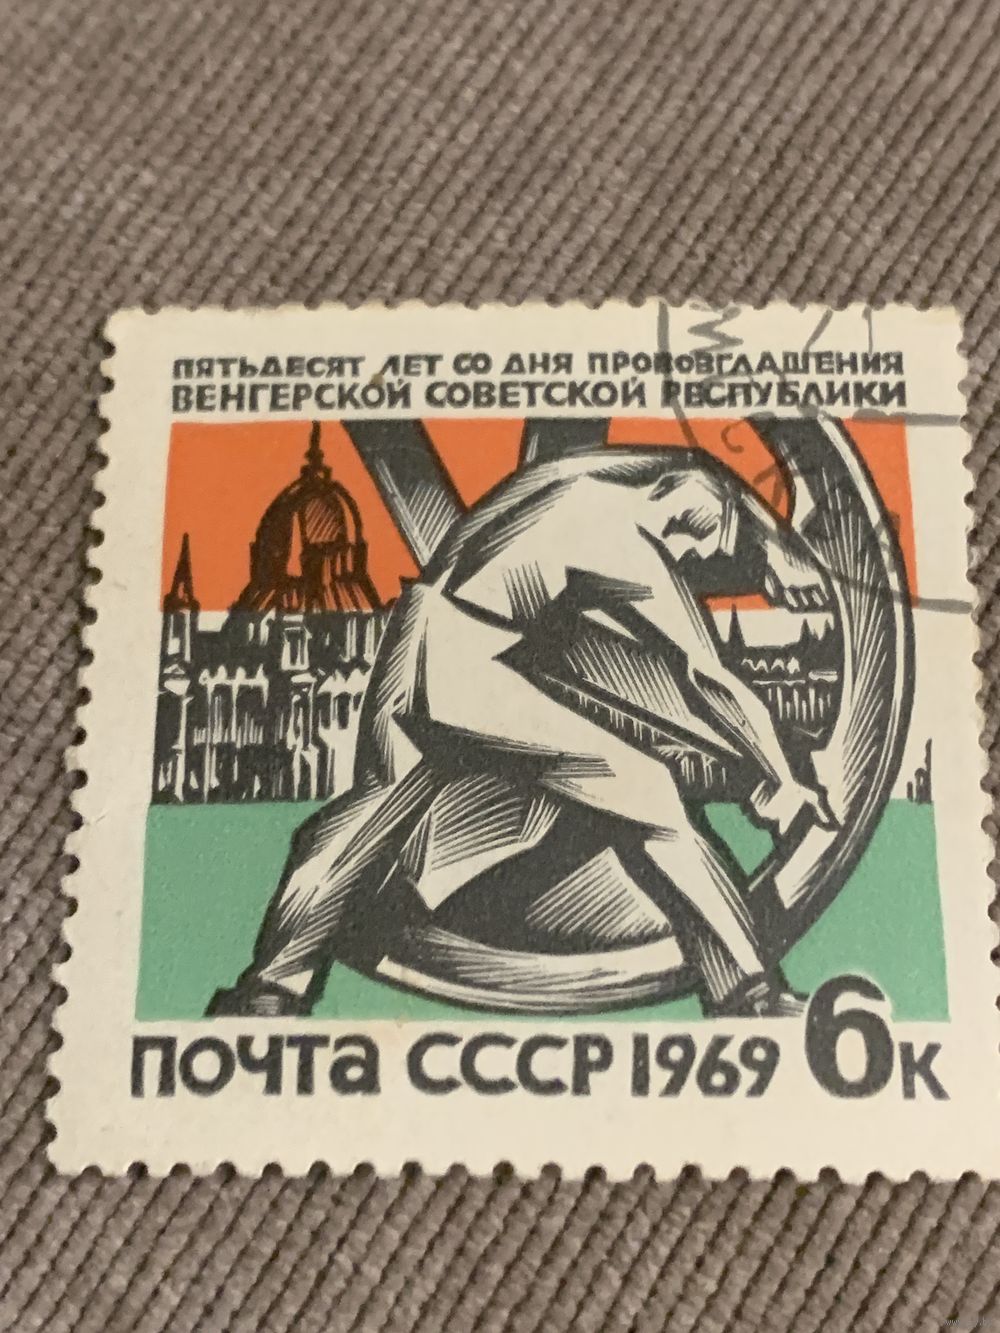 ПЯТЬДЕСЯТ ЛЕТ СО ДНЯ ПРОВОЗГЛАШЕНИЯ
ВЕНГЕРСКОЙ СОВЕТСКОЙ РЕСПУБЛИКИ
ПОЧТа СССР 1969 6к